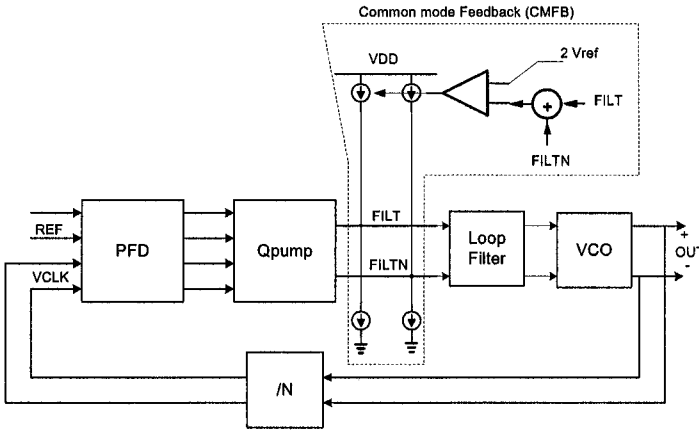 Common mode Feedback (CMFB)
VDD
2 Vref
+
FILT
FILTN
REF
VCLK
PFD
Qpump
FILT
FILTN
Loop
Filter
VCO
+
OUT
-
/N